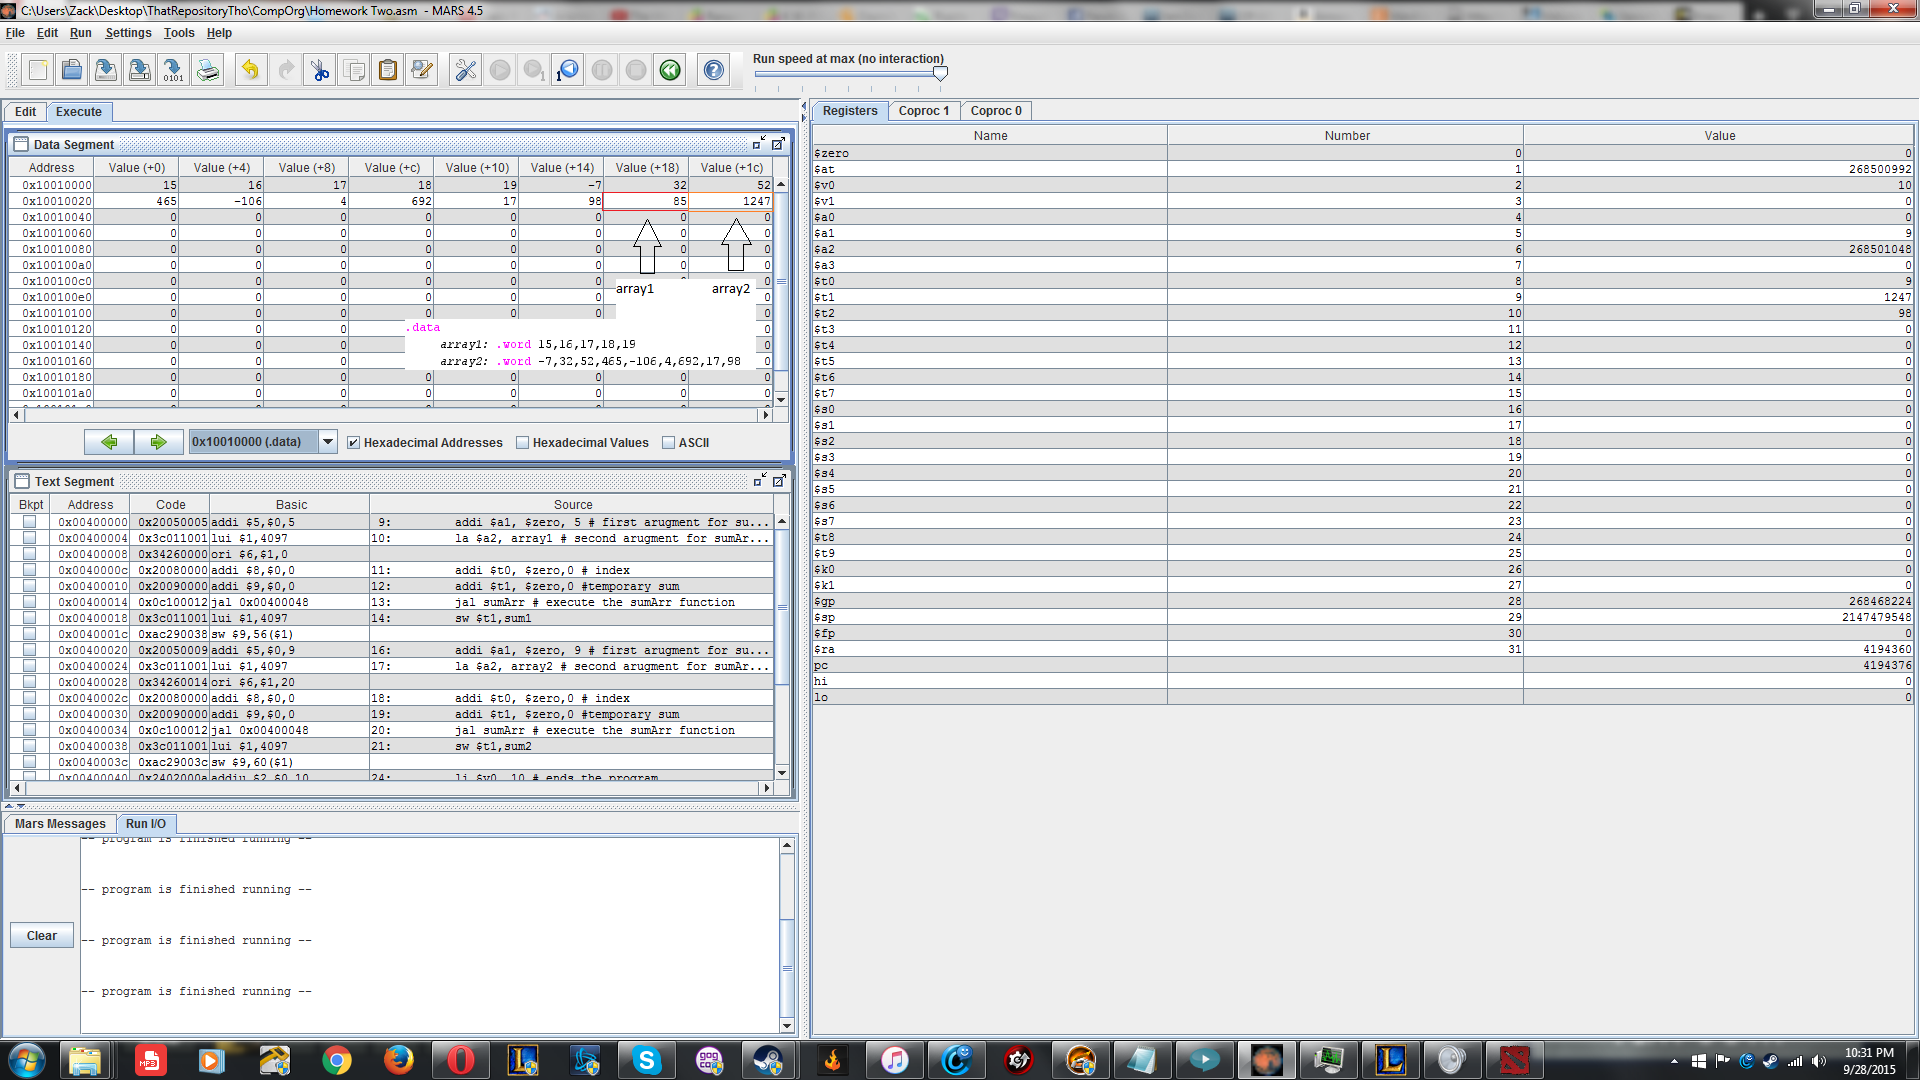 C:\Users\Zack\Desktop\ThatRepositoryTho\CompOrg\Homework Two.asm - MARS 4.5
File Edit Run Settings Tools Help
Run speed at max (no interaction)
Edit Execute
Data Segment
Address Value (+0) Value (+4) Value (+8) Value (+c) Value (+10) Value (+14) Value (+18) Value (+1c)
0x10010000 15 16 17 18 19 -7 32 52
0x10010020 465 -106 4 692 17 98 85 1247
0x10010040 0 0 0 0 0 0 0 0
0x10010060 0 0 0 0 0 0 0 0
0x10010080 0 0 0 0 0 0 0 0
0x100100a0 0 0 0 0 0 0 0 0
0x100100c0 0 0 0 0 0 0 0 0
0x100100e0 0 0 0 0 0 0 0
array1 array2
0x10010100 0 0 0 0 0 0 0
0x10010120 0 0 0 0 0
.data
0x10010140 0 0 0 0 0
array1: .word 15,16,17,18,19
0x10010160 0 0 0 0 0
array2: .word -7,32,52,465,-106,4,692,17,98
0x10010180 0 0 0 0 0 0 0 0
0x100101a0 0 0 0 0 0 0 0 0
0x10010000 (.data) Hexadecimal Addresses Hexadecimal Values ASCII
Text Segment
Bkpt Address Code Basic Source
0x00400000 0x20050005 addi $5,$0,5 9: addi $a1, $zero, 5 # first arugment for su...
0x00400004 0x3c011001 lui $1,4097 10: la $a2, array1 # second arugment for sumAr...
0x00400008 0x34260000 ori $6,$1,0
0x0040000c 0x20080000 addi $8,$0,0 11: addi $t0, $zero,0 # index
0x00400010 0x20090000 addi $9,$0,0 12: addi $t1, $zero,0 #temporary sum
0x00400014 0x0c100012 jal 0x00400048 13: jal sumArr # execute the sumArr function
0x00400018 0x3c011001 lui $1,4097 14: sw $t1,sum1
0x0040001c 0xac290038 sw $9,56($1)
0x00400020 0x20050009 addi $5,$0,9 16: addi $a1, $zero, 9 # first arugment for su...
0x00400024 0x3c011001 lui $1,4097 17: la $a2, array2 # second arugment for sumAr...
0x00400028 0x34260014 ori $6,$1,20
0x0040002c 0x20080000 addi $8,$0,0 18: addi $t0, $zero,0 # index
0x00400030 0x20090000 addi $9,$0,0 19: addi $t1, $zero,0 #temporary sum
0x00400034 0x0c100012 jal 0x00400048 20: jal sumArr # execute the sumArr function
0x00400038 0x3c011001 lui $1,4097 21: sw $t1,sum2
0x0040003c 0xac29003c sw $9,60($1)
0x00400040 0x2402000a addiu $2,$0,10 24: li $v0, 10 # ends the program
Mars Messages Run I/O
-- program is finished running --
-- program is finished running --
-- program is finished running --
-- program is finished running --
Clear
Registers Coproc 1 Coproc 0
Name Number Value
$zero 0 0
$at 1 268500992
$v0 2 10
$v1 3 0
$a0 4 0
$a1 5 9
$a2 6 268501048
$a3 7 0
$t0 8 9
$t1 9 1247
$t2 10 98
$t3 11 0
$t4 12 0
$t5 13 0
$t6 14 0
$t7 15 0
$s0 16 0
$s1 17 0
$s2 18 0
$s3 19 0
$s4 20 0
$s5 21 0
$s6 22 0
$s7 23 0
$t8 24 0
$t9 25 0
$k0 26 0
$k1 27 0
$gp 28 268468224
$sp 29 2147479548
$fp 30 0
$ra 31 4194360
pc 4194376
hi 0
lo 0
10:31 PM
9/28/2015